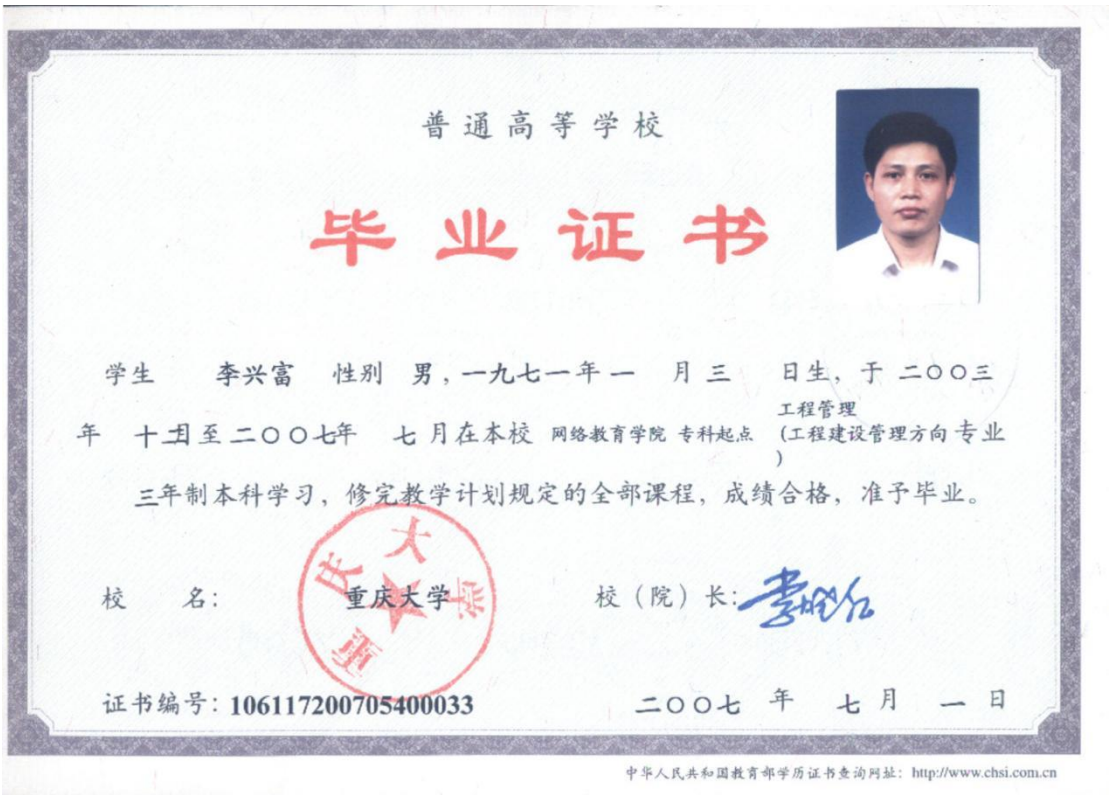 普通高等学校
毕业证书
学生 李兴富 性别 男，一九七一年一 月三 日生，于 二〇〇三
年 十二月至二〇〇七年 七月在本校 网络教育学院 专科起点 工程管理(工程建设管理方向)专业
三年制本科学习，修完教学计划规定的全部课程，成绩合格，准予毕业。
校 名： 重庆大学 校（院）长：
重庆大学
证书编号：106117200705400033 二〇〇七 年 七月 一 日
中华人民共和国教育部学历证书查询网址：http://www.chsi.com.cn